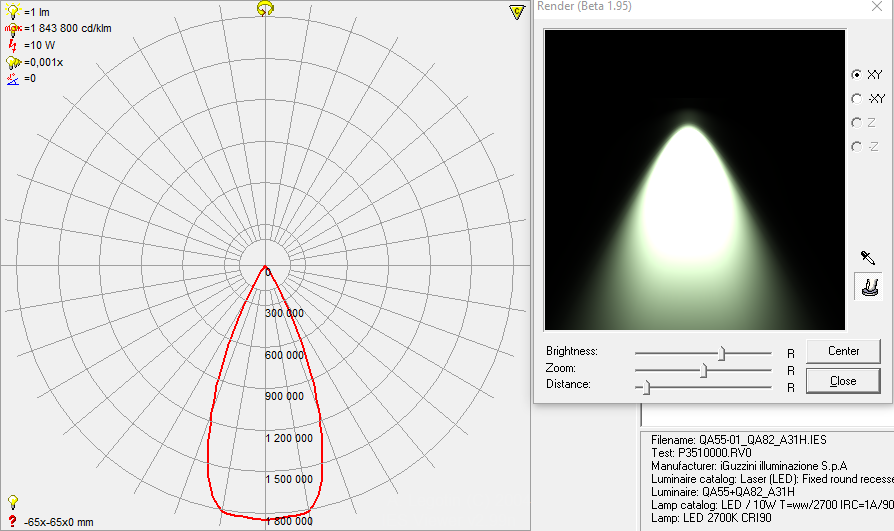 =1 lm
max=1 843 800 cd/klm
=10 W
=0,001x
=0
C
0
300 000
600 000
900 000
1 200 000
1 500 000
1 800 000
-65x-65x0 mm
Render (Beta 1.95)
XY
-XY
Z
-Z
Brightness:
R
Center
Zoom:
R
Distance:
R
Close
Filename: QA55-01_QA82_A31H.IES
Test: P3510000.RV0
Manufacturer: iGuzzini illuminazione S.p.A
Luminaire catalog: Laser (LED): Fixed round recesse
Luminaire: QA55+QA82_A31H
Lamp catalog: LED / 10W T=ww/2700 IRC=1A/90
Lamp: LED 2700K CRI90